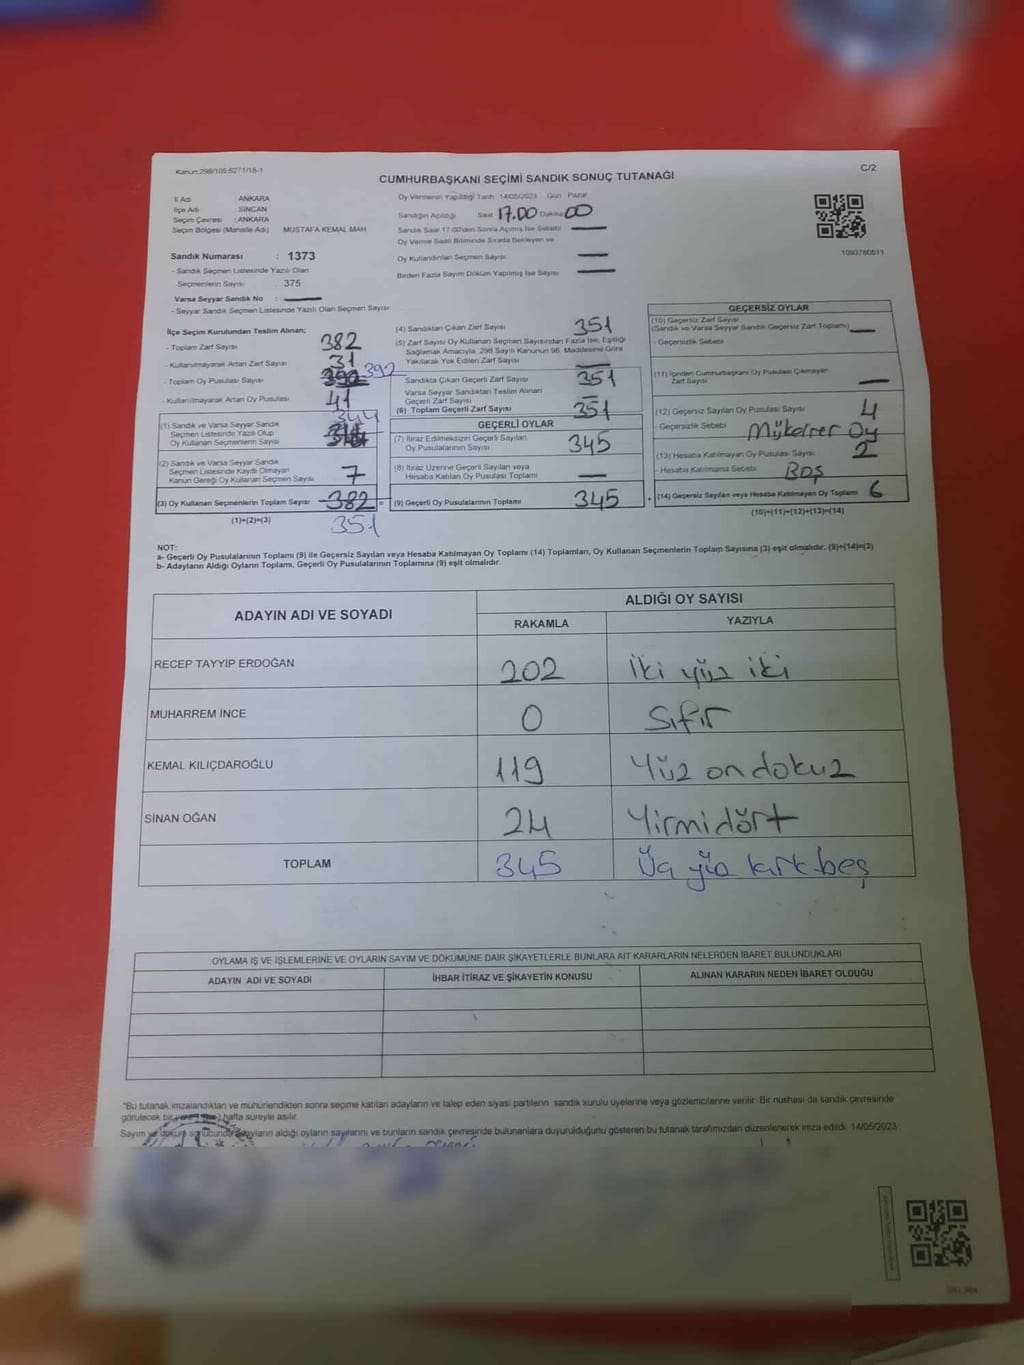 Kanun:298/105;6271/18-1
C/2
CUMHURBAŞKANI SEÇİMİ SANDIK SONUÇ TUTANAĞI
İl Adı ANKARA
İlçe Adı SİNCAN
Seçim Çevresi : ANKARA
Seçim Bölgesi (Mahalle Adı) MUSTAFA KEMAL MAH
Sandık Numarası : 1373
- Sandık Seçmen Listesinde Yazılı Olan
Seçmenlerin Sayısı : 375
Varsa Seyyar Sandık No :
- Seyyar Sandık Seçmen Listesinde Yazılı Olan Seçmen Sayısı
Oy Vermenin Yapıldığı Tarih :14/05/2023 Gün : Pazar
Sandığın Açıldığı Saat 17.00 Dakika 00
Sandık Saat 17:00'den Sonra Açılmış İse Sebebi
Oy Verme Saati Bitiminde Sırada Bekleyen ve
Oy Kullandırılan Seçmen Sayısı
Birden Fazla Sayım Döküm Yapılmış İse Sayısı
1093780511
İlçe Seçim Kurulundan Teslim Alınan;
- Toplam Zarf Sayısı 382
- Kullanılmayarak Artan Zarf Sayısı 31
- Toplam Oy Pusulası Sayısı 390 392
- Kullanılmayarak Artan Oy Pusulası 41
344
(1) Sandık ve Varsa Seyyar Sandık
Seçmen Listesinde Yazılı Olup
Oy Kullanan Seçmenlerin Sayısı
(2) Sandık ve Varsa Seyyar Sandık
Seçmen Listesinde Kayıtlı Olmayan
Kanun Gereği Oy Kullanan Seçmen Sayısı 7
(3) Oy Kullanan Seçmenlerin Toplam Sayısı 382 =
(1)+(2)=(3) 351
(4) Sandıktan Çıkan Zarf Sayısı 351
(5) Zarf Sayısı Oy Kullanan Seçmen Sayısından Fazla İse, Eşitliği
Sağlamak Amacıyla, 298 Sayılı Kanunun 98. Maddesine Göre
Yakılarak Yok Edilen Zarf Sayısı
Sandıkta Çıkan Geçerli Zarf Sayısı 351
Varsa Seyyar Sandıktan Teslim Alınan
Geçerli Zarf Sayısı
(6) Toplam Geçerli Zarf Sayısı 351
GEÇERLİ OYLAR
(7) İtiraz Edilmeksizin Geçerli Sayılan
Oy Pusulalarının Sayısı 345
(8) İtiraz Üzerine Geçerli Sayılan veya
Hesaba Katılan Oy Pusulası Toplamı
(9) Geçerli Oy Pusulalarının Toplamı 345 +
GEÇERSİZ OYLAR
(10) Geçersiz Zarf Sayısı
(Sandık ve Varsa Seyyar Sandık Geçersiz Zarf Toplamı)
- Geçersizlik Sebebi
(11) İçinden Cumhurbaşkanı Oy Pusulası Çıkmayan
Zarf Sayısı
(12) Geçersiz Sayılan Oy Pusulası Sayısı 4
- Geçersizlik Sebebi Mükerrer Oy
(13) Hesaba Katılmayan Oy Pusulası Sayısı 2
- Hesaba Katılmama Sebebi Boş
(14) Geçersiz Sayılan veya Hesaba Katılmayan Oy Toplamı 6
(10)+(11)+(12)+(13)=(14)
NOT:
a- Geçerli Oy Pusulalarının Toplamı (9) ile Geçersiz Sayılan veya Hesaba Katılmayan Oy Toplamı (14) Toplamları, Oy Kullanan Seçmenlerin Toplam Sayısına (3) eşit olmalıdır. (9)+(14)=(3)
b- Adayların Aldığı Oyların Toplamı, Geçerli Oy Pusulalarının Toplamına (9) eşit olmalıdır.
ADAYIN ADI VE SOYADI
ALDIĞI OY SAYISI
RAKAMLA YAZIYLA
RECEP TAYYİP ERDOĞAN 202 İki yüz iki
MUHARREM İNCE 0 Sıfır
KEMAL KILIÇDAROĞLU 119 Yüz on dokuz
SİNAN OĞAN 24 Yirmidört
TOPLAM 345 Üç yüz kırk beş
OYLAMA İŞ VE İŞLEMLERİNE VE OYLARIN SAYIM VE DÖKÜMÜNE DAİR ŞİKAYETLERLE BUNLARA AİT KARARLARIN NELERDEN İBARET BULUNDUKLARI
ADAYIN ADI VE SOYADI İHBAR İTİRAZ VE ŞİKAYETİN KONUSU ALINAN KARARIN NEDEN İBARET OLDUĞU
"Bu tutanak imzalandıktan ve mühürlendikten sonra seçime katılan adayların ve talep eden siyasi partilerin sandık kurulu üyelerine veya gözlemcilerine verilir. Bir nüshası da sandık çevresinde
görülecek bir yere hafta süreyle asılır.
Sayım ve döküm sonucunda adayların aldığı oyların sayılarını ve bunların sandık çevresinde bulunanlara duyurulduğunu gösteren bu tutanak tarafımızdan düzenlenerek imza edildi. 14/05/2023